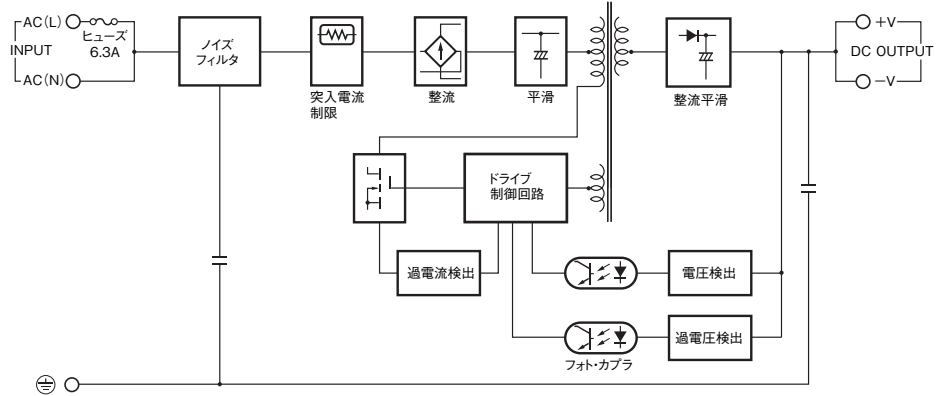 AC(L)
ヒューズ
6.3A
INPUT
AC(N)
ノイズ
フィルタ
突入電流
制限
整流
平滑
整流平滑
+V
DC OUTPUT
−V
ドライブ
制御回路
過電流検出
電圧検出
過電圧検出
フォト・カプラ